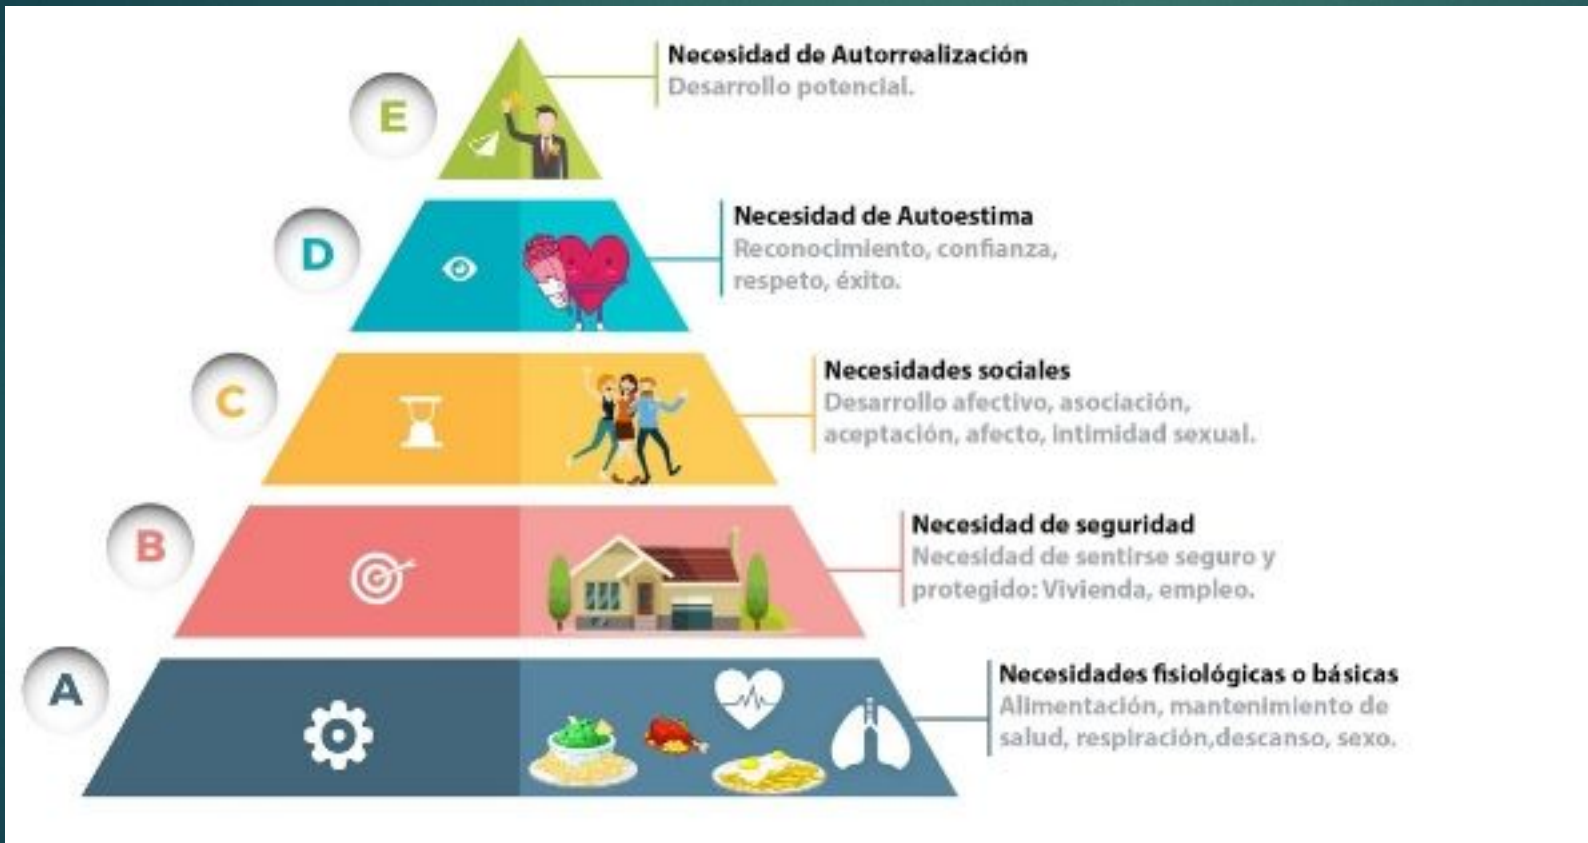 E
Necesidad de Autorrealización
Desarrollo potencial.
D
Necesidad de Autoestima
Reconocimiento, confianza,
respeto, éxito.
C
Necesidades sociales
Desarrollo afectivo, asociación,
aceptación, afecto, intimidad sexual.
B
Necesidad de seguridad
Necesidad de sentirse seguro y
protegido: Vivienda, empleo.
A
Necesidades fisiológicas o básicas
Alimentación, mantenimiento de
salud, respiración,descanso, sexo.